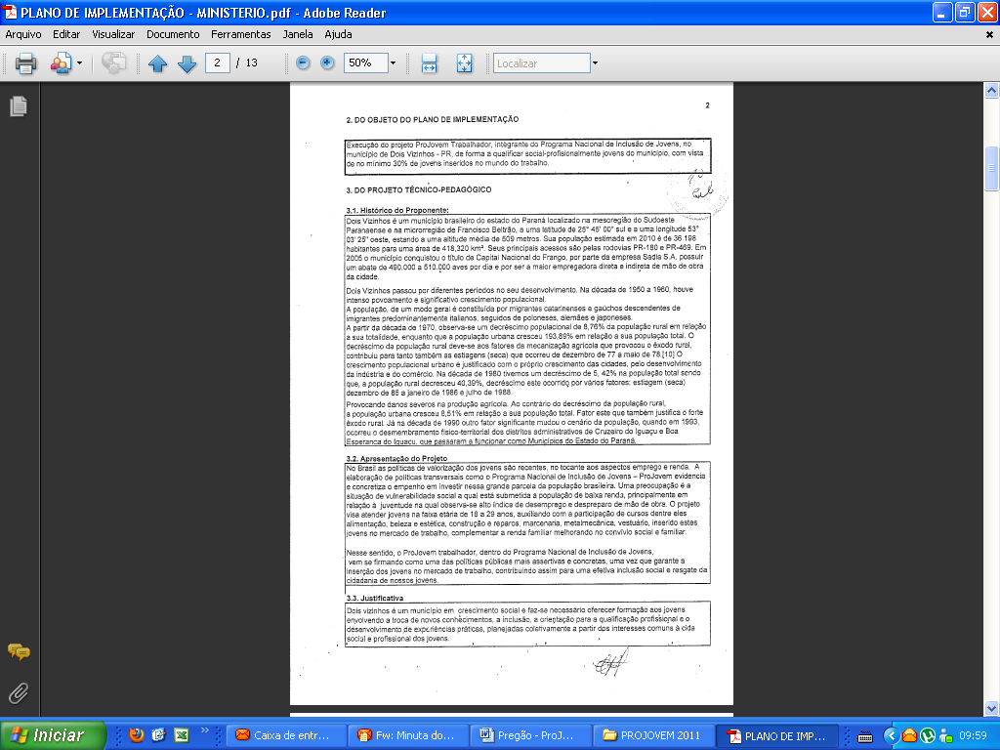 PLANO DE IMPLEMENTAÇÃO - MINISTERIO.pdf - Adobe Reader
Arquivo Editar Visualizar Documento Ferramentas Janela Ajuda
2 / 13 50% Localizar
2
2. DO OBJETO DO PLANO DE IMPLEMENTAÇÃO
Execução do projeto ProJovem Trabalhador, integrante do Programa Nacional de Inclusão de Jovens, no
município de Dois Vizinhos - PR, de forma a qualificar social-profisionalmente jovens do município, com vista
de no mínimo 30% de jovens inseridos no mundo do trabalho.
3. DO PROJETO TÉCNICO-PEDAGÓGICO
3.1. Histórico do Proponente:
Dois Vizinhos é um município brasileiro do estado do Paraná localizado na mesoregião do Sudoeste
Paranaense e na microrregião de Francisco Beltrão, a uma latitude de 25° 45' 00" sul e a uma longitude 53°
03' 25" oeste, estando a uma altitude média de 509 metros. Sua população estimada em 2010 é de 36.198
habitantes para uma área de 418,320 km². Seus principais acessos são pelas rodovias PR-180 e PR-469. Em
2005 o município conquistou o título de Capital Nacional do Frango, por parte da empresa Sadia S.A, possuir
um abate de 490.000 a 510.000 aves por dia e por ser a maior empregadora direta e indireta de mão de obra
da cidade.
Dois Vizinhos passou por diferentes períodos no seu desenvolvimento. Na década de 1950 a 1960, houve
intenso povoamento e significativo crescimento populacional.
A população, de um modo geral é constituída por migrantes catarinenses e gaúchos descendentes de
imigrantes predominantemente italianos, seguidos de poloneses, alemães e japoneses.
A partir da década de 1970, observa-se um decréscimo populacional de 8,76% da população rural em relação
a sua totalidade, enquanto que a população urbana cresceu 193,89% em relação a sua população total. O
decréscimo da população rural deve-se aos fatores da mecanização agrícola que provocou o êxodo rural,
contribuiu para tanto também as estiagens (seca) que ocorreu de dezembro de 77 a maio de 78.[10] O
crescimento populacional urbano é justificado com o próprio crescimento das cidades, pelo desenvolvimento
da indústria e do comércio. Na década de 1980 tivemos um decréscimo de 5, 42% na população total sendo
que, a população rural decresceu 40,39%, decréscimo este ocorrido por vários fatores: estiagem (seca)
dezembro de 85 a janeiro de 1986 e julho de 1988.
Provocando danos severos na produção agrícola. Ao contrário do decréscimo da população rural,
a população urbana cresceu 8,51% em relação a sua população total. Fator este que também justifica o forte
êxodo rural. Já na década de 1990 outro fator significante mudou o cenário da população, quando em 1993,
ocorreu o desmembramento físico-territorial dos distritos administrativos de Cruzeiro do Iguaçu e Boa
Esperança do Iguaçu, que passaram a funcionar como Municípios do Estado do Paraná.
3.2. Apresentação do Projeto
No Brasil as políticas de valorização dos jovens são recentes, no tocante aos aspectos emprego e renda. A
elaboração de políticas transversais como o Programa Nacional de Inclusão de Jovens – ProJovem evidencia
e concretiza o empenho em investir nessa grande parcela da população brasileira. Uma preocupação é a
situação de vulnerabilidade social a qual está submetida a população de baixa renda, principalmente em
relação à juventude na qual observa-se alto índice de desemprego e despreparo de mão de obra. O projeto
visa atender jovens na faixa etária de 18 a 29 anos, auxiliando com a participação de cursos dentre eles
alimentação, beleza e estética, construção e reparos, marcenaria, metalmecânica, vestuário, inserido estes
jovens no mercado de trabalho, complementar a renda familiar melhorando no convívio social e familiar.
Nesse sentido, o ProJovem trabalhador, dentro do Programa Nacional de Inclusão de Jovens,
vem se firmando como uma das políticas públicas mais assertivas e concretas, uma vez que garante a
inserção dos jovens no mercado de trabalho, contribuindo assim para uma efetiva inclusão social e resgate da
cidadania de nossos jovens.
3.3. Justificativa
Dois vizinhos é um município em crescimento social e faz-se necessário oferecer formação aos jovens
envolvendo a troca de novos conhecimentos, a inclusão, a orientação para a qualificação profissional e o
desenvolvimento de experiências práticas, planejadas coletivamente a partir dos interesses comuns à cida
social e profissional dos jovens.
Iniciar Caixa de entr... Fw: Minuta do... Pregão - ProJ... PROJOVEM 2011 PLANO DE IMP... 09:59